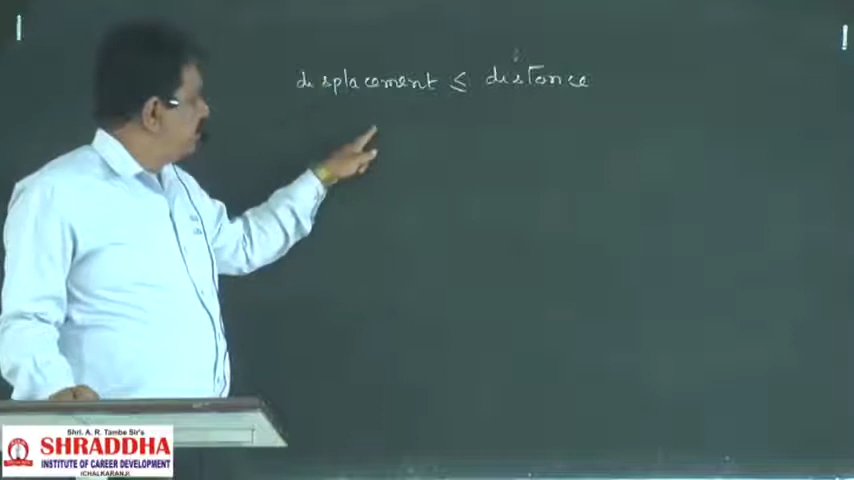 displacement ≤ distance
Shri. A. R. Tambe Sir's
SHRADDHA
INSTITUTE OF CAREER DEVELOPMENT
ICHALKARANJI